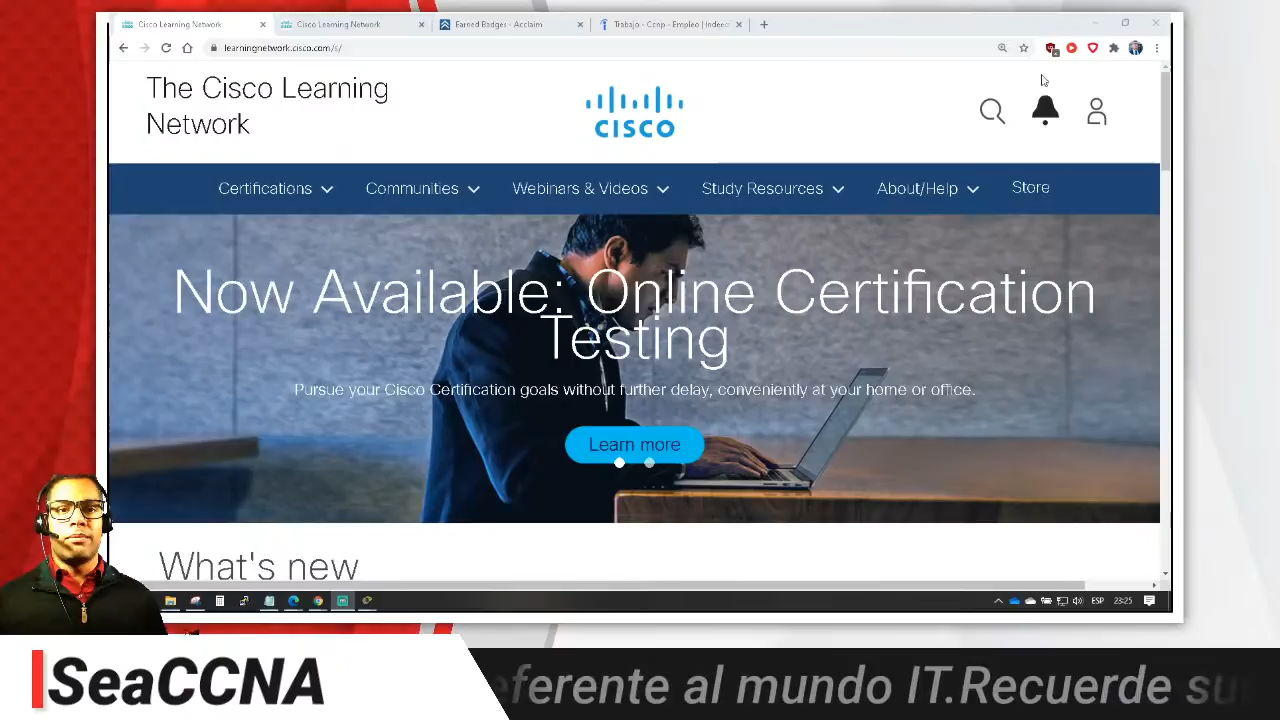 Cisco Learning Network
Cisco Learning Network
Earned Badges - Acclaim
Trabajo - Ccnp - Empleo | Indeed
learningnetwork.cisco.com/s/
The Cisco Learning
Network
CISCO
Certifications
Communities
Webinars & Videos
Study Resources
About/Help
Store
Now Available: Online Certification
Testing
Pursue your Cisco Certification goals without further delay, conveniently at your home or office.
Learn more
What's new
ESP
23:25
SeaCCNA
eferente al mundo IT.Recuerde su